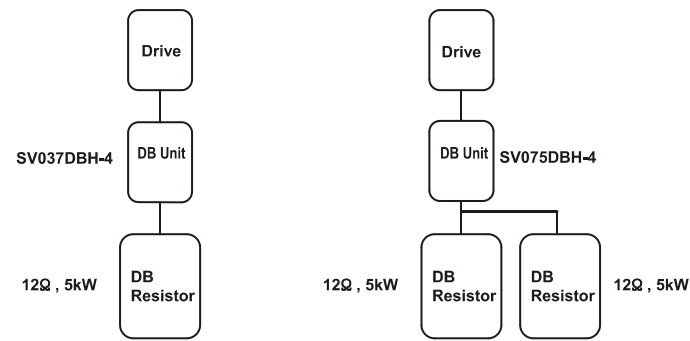 Drive
SV037DBH-4
DB Unit
12Ω , 5kW
DB
Resistor
Drive
DB Unit
SV075DBH-4
12Ω , 5kW
DB
Resistor
DB
Resistor
12Ω , 5kW